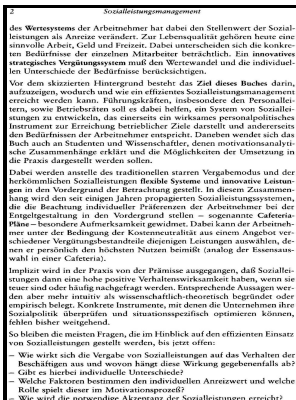 2 Sozialleistungsmanagement
des Wertesystems der Arbeitnehmer hat dabei den Stellenwert der Sozial-
leistungen als Anreize verändert. Zur Lebensqualität gehören heute eine
sinnvolle Arbeit, Geld und Freizeit. Dabei unterscheiden sich die konkre-
ten Bedürfnisse der einzelnen Mitarbeiter beträchtlich. Ein innovatives
strategisches Vergütungssystem muß den Wertewandel und die individuel-
len Unterschiede der Bedürfnisse berücksichtigen.
Vor dem skizzierten Hintergrund besteht das Ziel dieses Buches darin,
aufzuzeigen, wodurch und wie ein effizientes Sozialleistungsmanagement
erreicht werden kann. Führungskräften, insbesondere den Personallei-
tern, sowie Betriebsräten soll es dabei helfen, ein System von Sozialleis-
tungen zu entwickeln, das einerseits ein wirksames personalpolitisches
Instrument zur Erreichung betrieblicher Ziele darstellt und andererseits
den Bedürfnissen der Arbeitnehmer entspricht. Daneben wendet sich das
Buch auch an Studenten und Wissenschaftler, denen motivationsanalyti-
sche Zusammenhänge erklärt und die Möglichkeiten der Umsetzung in
die Praxis dargestellt werden sollen.
Dabei werden anstelle des traditionellen starren Vergabemodus und der
herkömmlichen Sozialleistungen flexible Systeme und innovative Leistun-
gen in den Vordergrund der Betrachtung gestellt. In diesem Zusammen-
hang wird den seit einigen Jahren propagierten Sozialleistungssystemen,
die die Beachtung individueller Präferenzen der Arbeitnehmer bei der
Entgeltgestaltung in den Vordergrund stellen – sogenannte Cafeteria-
Pläne – besondere Aufmerksamkeit gewidmet. Dabei kann der Arbeitneh-
mer unter der Bedingung der Kostenneutralität aus einem Angebot ver-
schiedener Vergütungsbestandteile diejenigen Leistungen auswählen, de-
nen er persönlich den höchsten Nutzen beimißt (analog der Essensaus-
wahl in einer Cafeteria).
Implizit wird in der Praxis von der Prämisse ausgegangen, daß Sozialleis-
tungen dann eine hohe positive Verhaltenswirksamkeit haben, wenn sie
teuer sind oder häufig nachgefragt werden. Entsprechende Aussagen wer-
den aber mehr intuitiv als wissenschaftlich-theoretisch begründet oder
empirisch belegt. Konkrete Instrumente, mit denen die Unternehmen ihre
Sozialpolitik überprüfen und situationsspezifisch optimieren können,
fehlen bisher weitgehend.
So bleiben die meisten Fragen, die im Hinblick auf den effizienten Einsatz
von Sozialleistungen gestellt werden, bis jetzt offen:
– Wie wirkt sich die Vergabe von Sozialleistungen auf das Verhalten der
Beschäftigten aus und wovon hängt diese Wirkung gegebenenfalls ab?
– Gibt es hierbei individuelle Unterschiede?
– Welche Faktoren bestimmen den individuellen Anreizwert und welche
Rolle spielt dieser im Motivationsprozeß?
– Wie wird die notwendige Akzeptanz der Sozialleistungen erreicht?